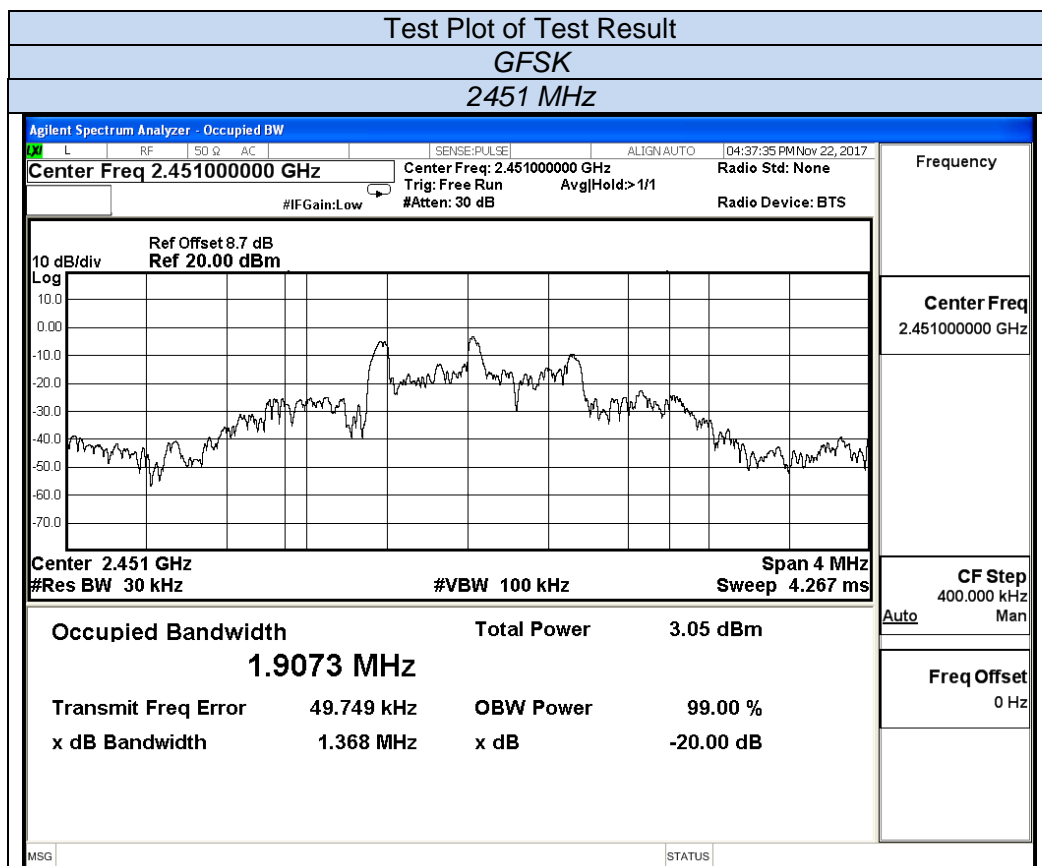 Test Plot of Test Result
GFSK
2451 MHz
Agilent Spectrum Analyzer - Occupied BW
LXI L RF 50 Ω AC SENSE:PULSE ALIGN AUTO 04:37:35 PM Nov 22, 2017
Center Freq 2.451000000 GHz
Center Freq: 2.451000000 GHz
Radio Std: None
Trig: Free Run Avg|Hold:> 1/1
#IFGain:Low
#Atten: 30 dB
Radio Device: BTS
Ref Offset 8.7 dB
10 dB/div Ref 20.00 dBm
Log
10.0
0.00
-10.0
-20.0
-30.0
-40.0
-50.0
-60.0
-70.0
Center 2.451 GHz Span 4 MHz
#Res BW 30 kHz #VBW 100 kHz Sweep 4.267 ms
Occupied Bandwidth
1.9073 MHz
Total Power 3.05 dBm
Transmit Freq Error 49.749 kHz OBW Power 99.00 %
x dB Bandwidth 1.368 MHz x dB -20.00 dB
MSG STATUS
Frequency
Center Freq
2.451000000 GHz
CF Step
400.000 kHz
Auto Man
Freq Offset
0 Hz